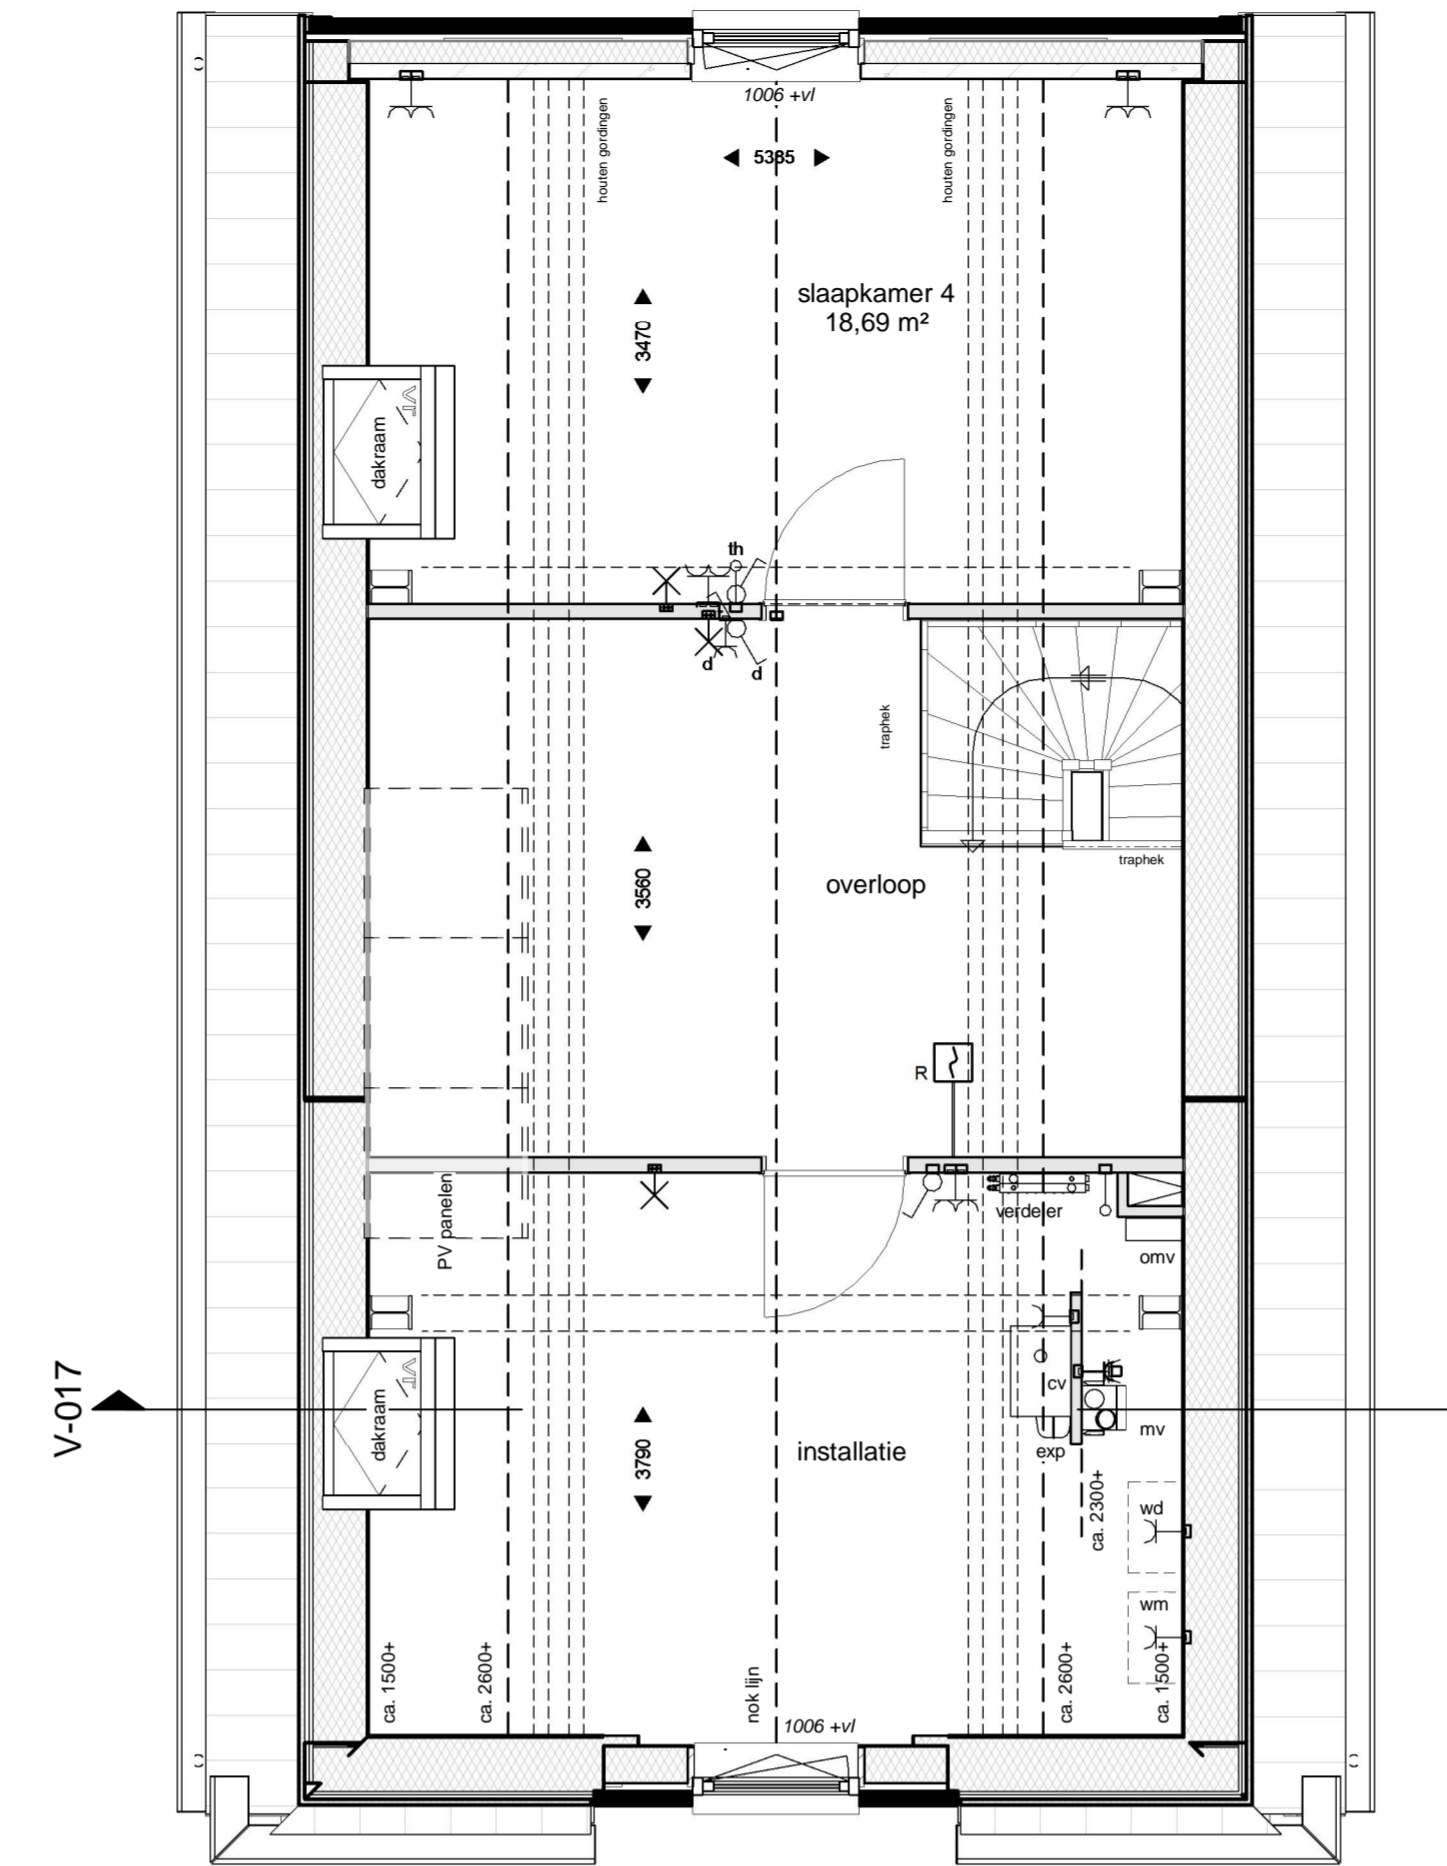 1006 +vl
5385
houten gordingen
houten gordingen
slaapkamer 4
18,69 m²
3470
dakraam
vr
th
d
d
traphek
traphek
3560
overloop
R
PV panelen
verdeler
omv
V-017
dakraam
vr
cv
mv
exp
3790
installatie
ca. 2300+
wd
wm
ca. 1500+
ca. 2600+
nok lijn
1006 +vl
ca. 2600+
ca. 1500+